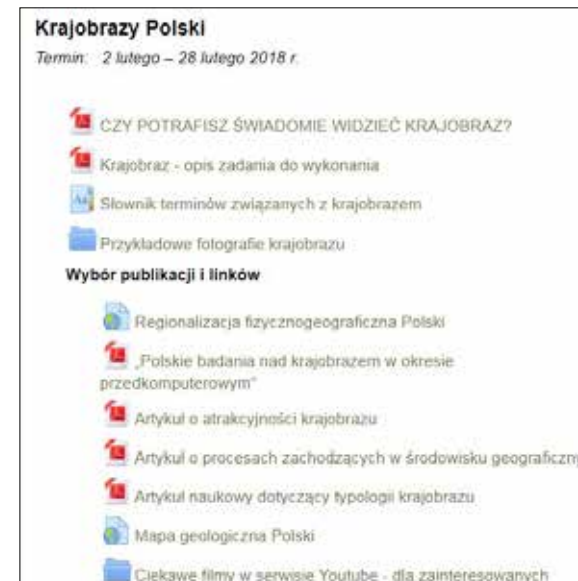 Krajobrazy Polski
Termin: 2 lutego – 28 lutego 2018 r.
CZY POTRAFISZ ŚWIADOMIE WIDZIEĆ KRAJOBRAZ?
Krajobraz - opis zadania do wykonania
Słownik terminów związanych z krajobrazem
Przykładowe fotografie krajobrazu
Wybór publikacji i linków
Regionalizacja fizycznogeograficzna Polski
„Polskie badania nad krajobrazem w okresie
przedkomputerowym"
Artykuł o atrakcyjności krajobrazu
Artykuł o procesach zachodzących w środowisku geograficzny
Artykuł naukowy dotyczący typologii krajobrazu
Mapa geologiczna Polski
Ciekawe filmy w serwisie Youtube - dla zainteresowanych